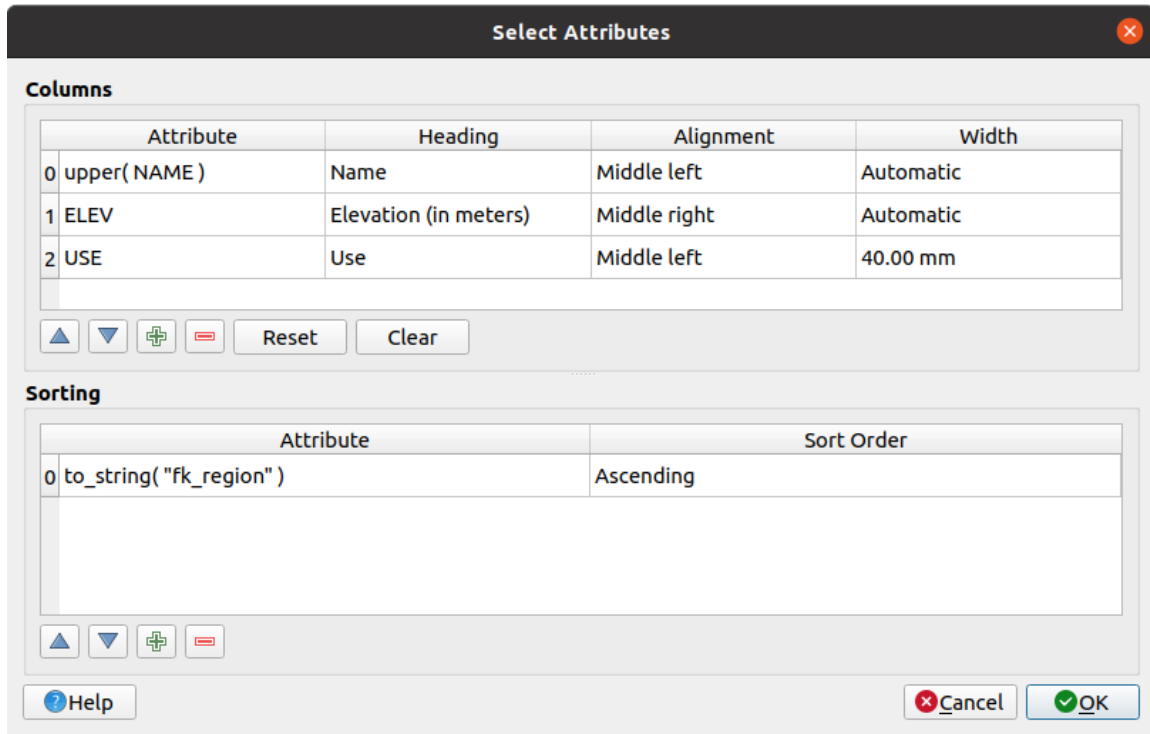 Select Attributes
Columns
Attribute Heading Alignment Width
0 upper( NAME ) Name Middle left Automatic
1 ELEV Elevation (in meters) Middle right Automatic
2 USE Use Middle left 40.00 mm
Reset Clear
Sorting
Attribute Sort Order
0 to_string( "fk_region" ) Ascending
Help Cancel OK